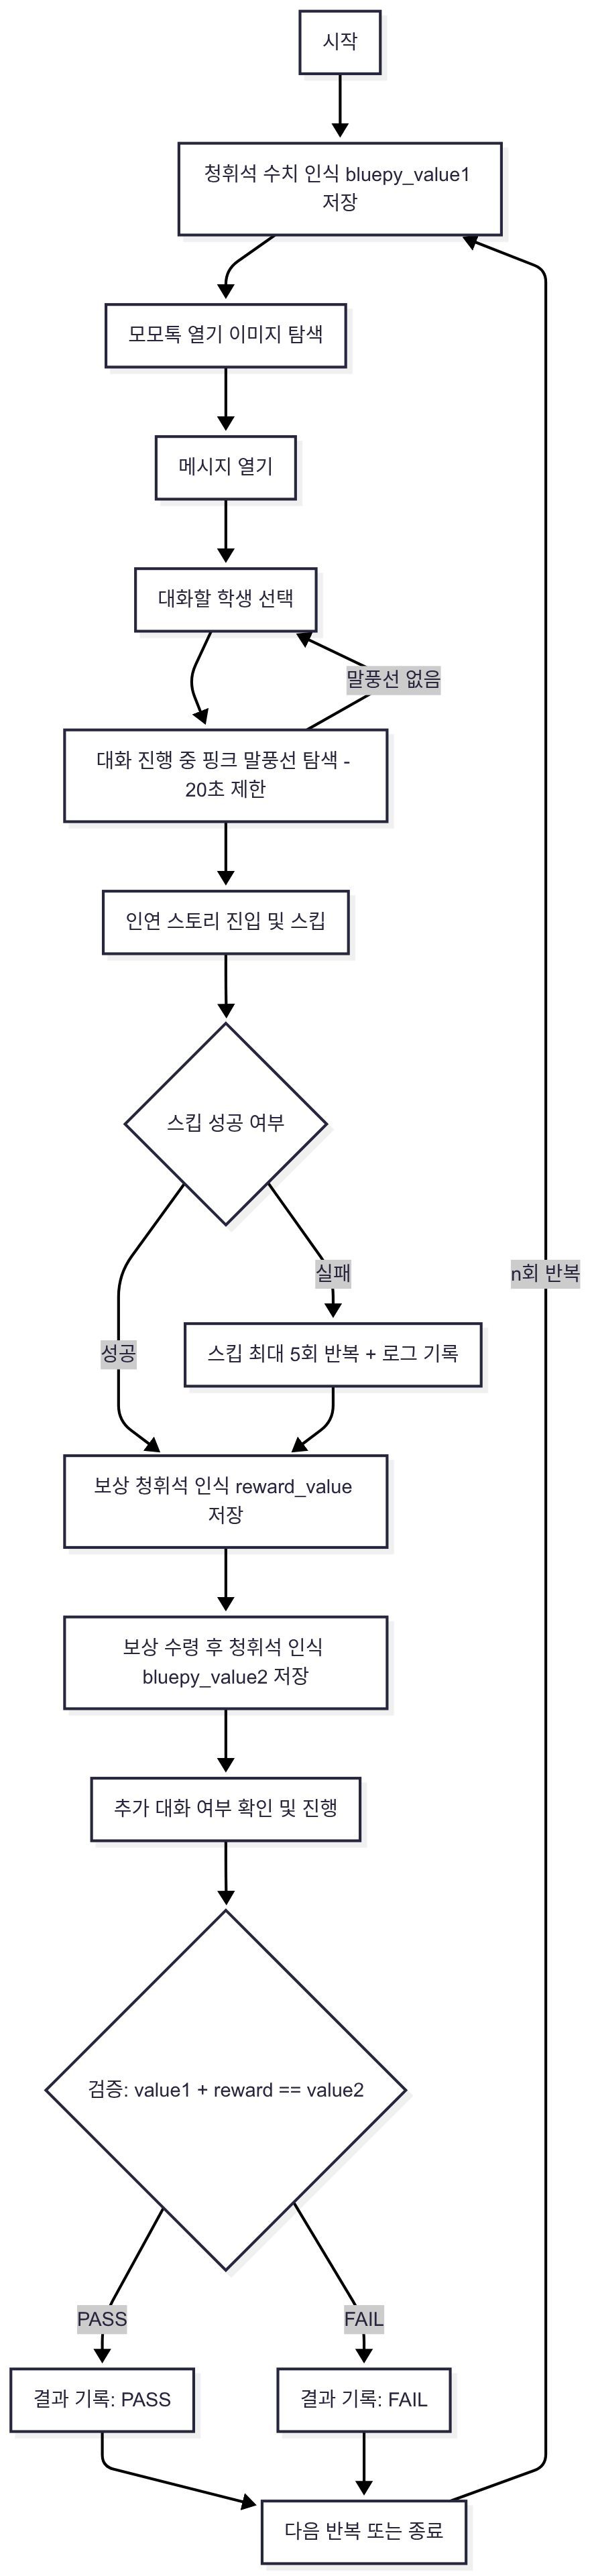 시작
청휘석 수치 인식 bluepy_value1
저장
모모톡 열기 이미지 탐색
메시지 열기
대화할 학생 선택
말풍선 없음
대화 진행 중 핑크 말풍선 탐색 -
20초 제한
인연 스토리 진입 및 스킵
스킵 성공 여부
실패
n회 반복
성공
스킵 최대 5회 반복 + 로그 기록
보상 청휘석 인식 reward_value
저장
보상 수령 후 청휘석 인식
bluepy_value2 저장
추가 대화 여부 확인 및 진행
검증: value1 + reward == value2
PASS
FAIL
결과 기록: PASS
결과 기록: FAIL
다음 반복 또는 종료